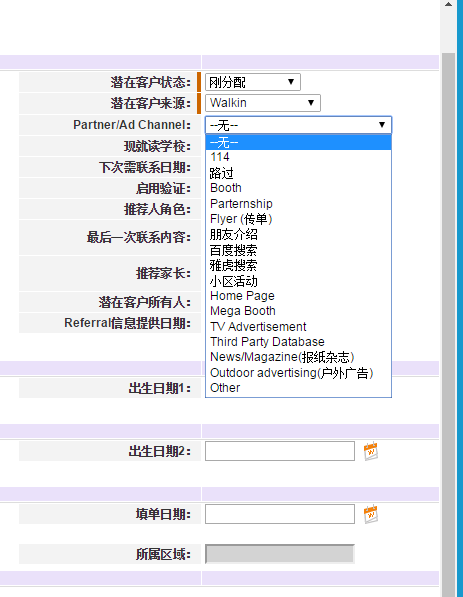 潜在客户状态: 刚分配
潜在客户来源: Walkin
Partner/Ad Channel: --无--
--无--
现就读学校:
114
下次需联系日期:
路过
启用验证:
Booth
推荐人角色:
Parternship
Flyer (传单)
最后一次联系内容:
朋友介绍
百度搜索
雅虎搜索
推荐家长:
小区活动
Home Page
潜在客户所有人:
Mega Booth
Referral信息提供日期:
TV Advertisement
Third Party Database
News/Magazine(报纸杂志)
Outdoor advertising(户外广告)
出生日期1:
Other
出生日期2:
填单日期:
所属区域: